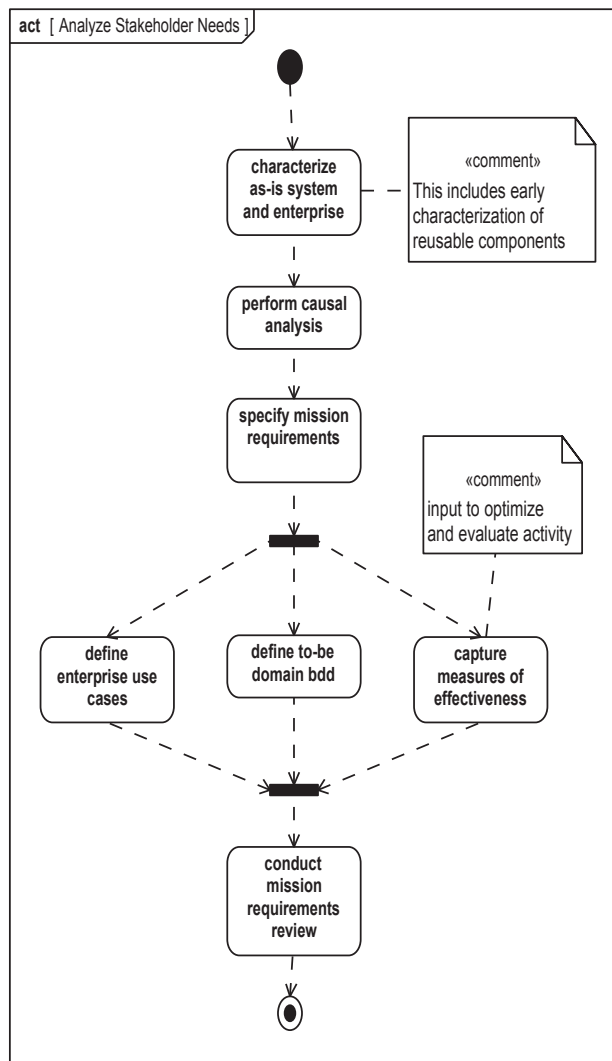 act [ Analyze Stakeholder Needs ]
characterize
as-is system
and enterprise
«comment»
This includes early
characterization of
reusable components
perform causal
analysis
specify mission
requirements
«comment»
input to optimize
and evaluate activity
define
enterprise use
cases
define to-be
domain bdd
capture
measures of
effectiveness
conduct
mission
requirements
review